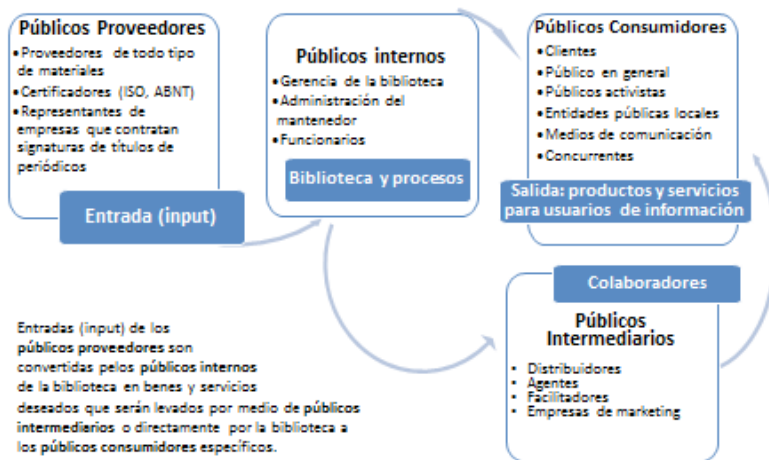 Públicos Proveedores
•Proveedores de todo tipo
de materiales
•Certificadores (ISO, ABNT)
•Representantes de
empresas que contratan
signaturas de títulos de
periódicos
Entrada (input)
Públicos internos
•Gerencia de la biblioteca
•Administración del
mantenedor
•Funcionarios
Biblioteca y procesos
Públicos Consumidores
•Clientes
•Público en general
•Públicos activistas
•Entidades públicas locales
•Medios de comunicación
•Concurrentes
Salida: productos y servicios
para usuarios de información
Colaboradores
Públicos
Intermediarios
• Distribuidores
• Agentes
• Facilitadores
• Empresas de marketing
Entradas (input) de los
públicos proveedores son
convertidas pelos públicos internos
de la biblioteca en benes y servicios
deseados que serán levados por medio de públicos
intermedierios o directamente por la biblioteca a
los públicos consumidores específicos.